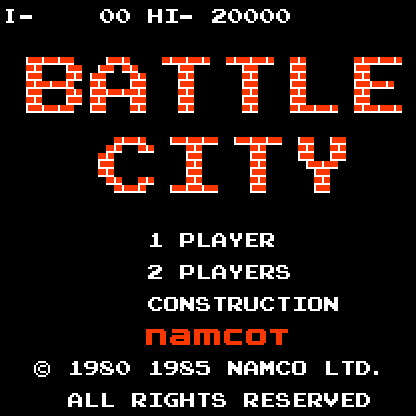 I-     00 HI- 20000
BATTLE
CITY
1 PLAYER
2 PLAYERS
CONSTRUCTION
namcoT
© 1980 1985 NAMCO LTD.
ALL RIGHTS RESERVED